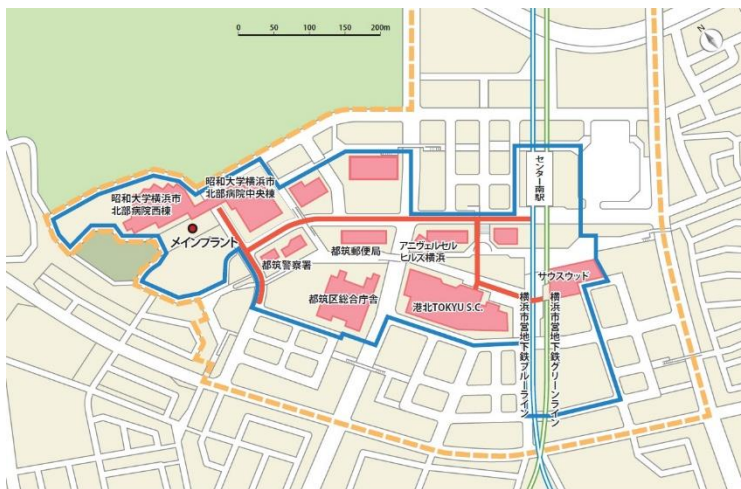 0 50 100 150 200m
N
昭和大学横浜市
北部病院中央棟
昭和大学横浜市
北部病院西棟
メインプラント
都筑警察署
都筑郵便局
アニヴェルセル
ヒルズ横浜
都筑区総合庁舎
港北TOKYU S.C.
センター南駅
サウスウッド
横浜市営地下鉄ブルーライン
横浜市営地下鉄グリーンライン